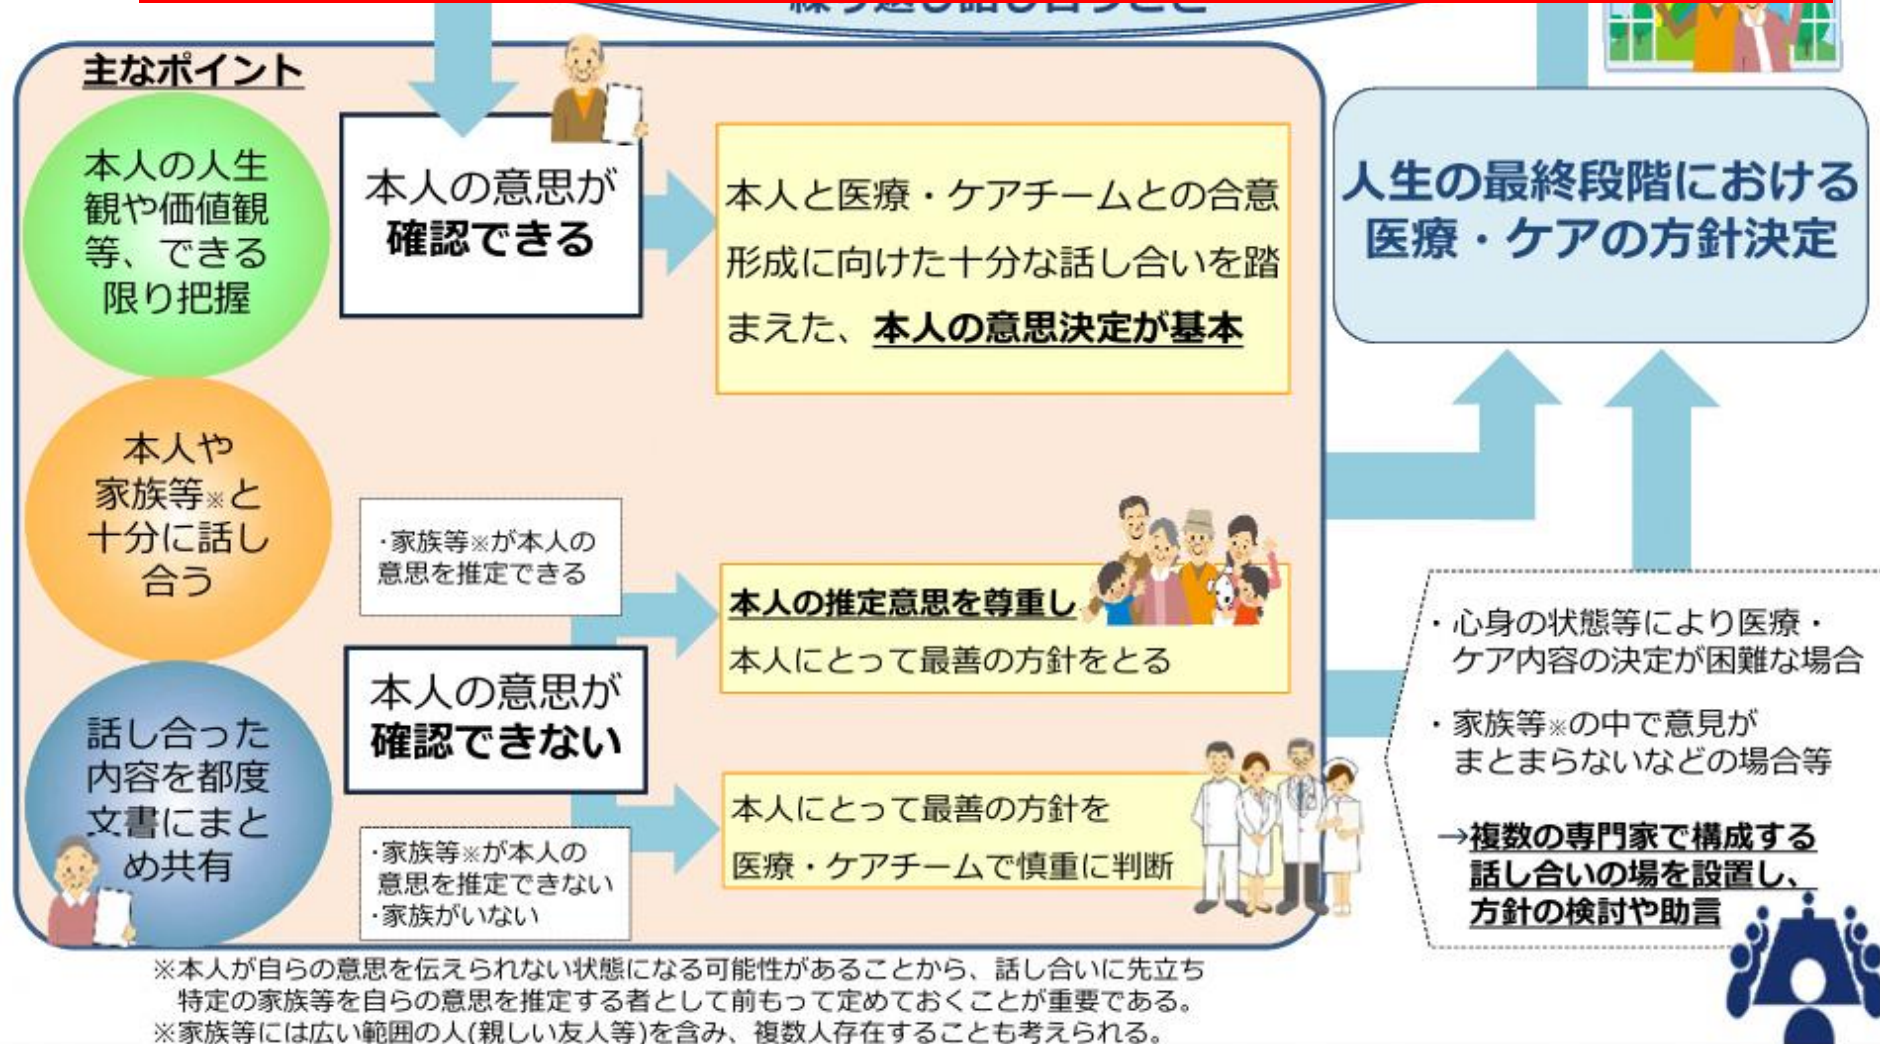 繰り返し話し合うこと
主なポイント
本人の人生
観や価値観
等、できる
限り把握
本人や
家族等※と
十分に話し
合う
話し合った
内容を都度
文書にまと
め共有
本人の意思が
確認できる
本人と医療・ケアチームとの合意
形成に向けた十分な話し合いを踏
まえた、本人の意思決定が基本
・家族等※が本人の
意思を推定できる
本人の意思が
確認できない
・家族等※が本人の
意思を推定できない
・家族がいない
本人の推定意思を尊重し
本人にとって最善の方針をとる
本人にとって最善の方針を
医療・ケアチームで慎重に判断
人生の最終段階における
医療・ケアの方針決定
・心身の状態等により医療・
ケア内容の決定が困難な場合
・家族等※の中で意見が
まとまらないなどの場合等
→複数の専門家で構成する
話し合いの場を設置し、
方針の検討や助言
※本人が自らの意思を伝えられない状態になる可能性があることから、話し合いに先立ち
特定の家族等を自らの意思を推定する者として前もって定めておくことが重要である。
※家族等には広い範囲の人(親しい友人等)を含み、複数人存在することも考えられる。